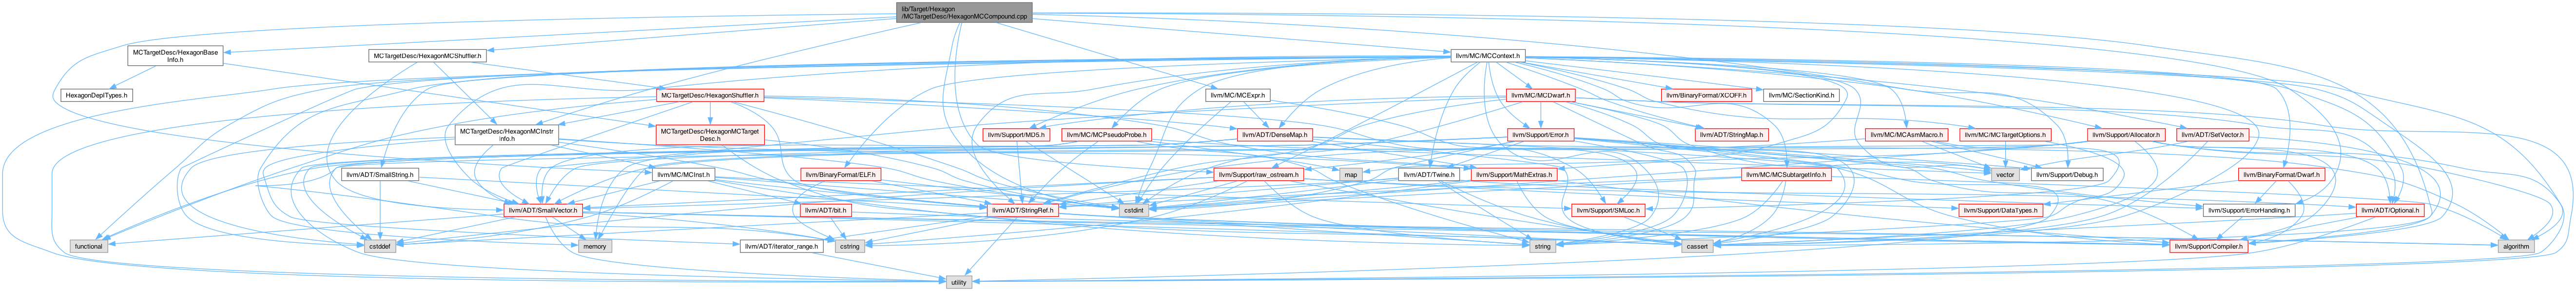 lib/Target/Hexagon
/MCTargetDesc/HexagonMCCompound.cpp
MCTargetDesc/HexagonBase
Info.h
MCTargetDesc/HexagonMCShuffler.h
llvm/MC/MCContext.h
HexagonDepITypes.h
MCTargetDesc/HexagonShuffler.h
llvm/MC/MCExpr.h
llvm/MC/MCDwarf.h
llvm/BinaryFormat/XCOFF.h
llvm/MC/SectionKind.h
MCTargetDesc/HexagonMCInstr
Info.h
MCTargetDesc/HexagonMCTarget
Desc.h
llvm/Support/MD5.h
llvm/MC/MCPseudoProbe.h
llvm/ADT/DenseMap.h
llvm/Support/Error.h
llvm/ADT/StringMap.h
llvm/MC/MCAsmMacro.h
llvm/MC/MCTargetOptions.h
llvm/Support/Allocator.h
llvm/ADT/SetVector.h
llvm/ADT/SmallString.h
llvm/MC/MCInst.h
llvm/BinaryFormat/ELF.h
llvm/Support/raw_ostream.h
map
llvm/ADT/Twine.h
llvm/Support/MathExtras.h
llvm/MC/MCSubtargetInfo.h
vector
llvm/Support/Debug.h
llvm/BinaryFormat/Dwarf.h
llvm/ADT/SmallVector.h
llvm/ADT/bit.h
cstdint
llvm/ADT/StringRef.h
llvm/Support/SMLoc.h
llvm/Support/DataTypes.h
llvm/Support/ErrorHandling.h
llvm/ADT/Optional.h
functional
cstddef
memory
llvm/ADT/iterator_range.h
cstring
string
cassert
llvm/Support/Compiler.h
algorithm
utility